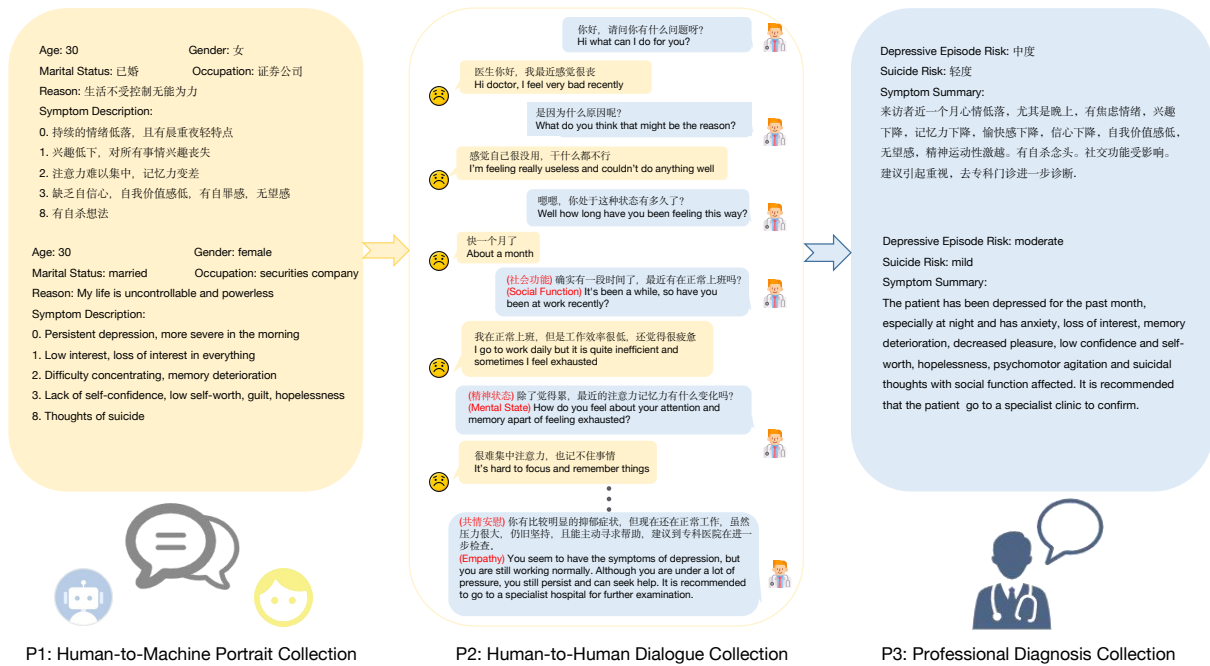 Age: 30 Gender: 女
Marital Status: 已婚 Occupation: 证券公司
Reason: 生活不受控制无能为力
Symptom Description:
0. 持续的情绪低落，且有晨重夜轻特点
1. 兴趣低下，对所有事情兴趣丧失
2. 注意力难以集中，记忆力变差
3. 缺乏自信心，自我价值感低，有自罪感，无望感
8. 有自杀想法
Age: 30 Gender: female
Marital Status: married Occupation: securities company
Reason: My life is uncontrollable and powerless
Symptom Description:
0. Persistent depression, more severe in the morning
1. Low interest, loss of interest in everything
2. Difficulty concentrating, memory deterioration
3. Lack of self-confidence, low self-worth, guilt, hopelessness
8. Thoughts of suicide
P1: Human-to-Machine Portrait Collection
你好，请问你有什么问题呀?
Hi what can I do for you?
医生你好，我最近感觉很丧
Hi doctor, I feel very bad recently
是因为什么原因呢?
What do you think that might be the reason?
感觉自己很没用，干什么都不行
I'm feeling really useless and couldn't do anything well
嗯嗯，你处于这种状态有多久了?
Well how long have you been feeling this way?
快一个月了
About a month
(社会功能) 确实有一段时间了，最近有在正常上班吗?
(Social Function) It's been a while, so have you
been at work recently?
我在正常上班，但是工作效率很低，还觉得很疲惫
I go to work daily but it is quite inefficient and
sometimes I feel exhausted
(精神状态) 除了觉得累，最近的注意力记忆力有什么变化吗?
(Mental State) How do you feel about your attention and
memory apart of feeling exhausted?
很难集中注意力，也记不住事情
It's hard to focus and remember things
(共情安慰) 你有比较明显的抑郁症状，但现在还在正常工作，虽然
压力很大，仍旧坚持，且能主动寻求帮助，建议到专科医院在进一
步检查。
(Empathy) You seem to have the symptoms of depression, but
you are still working normally. Although you are under a lot of
pressure, you still persist and can seek help. It is recommended
to go to a specialist hospital for further examination.
P2: Human-to-Human Dialogue Collection
Depressive Episode Risk: 中度
Suicide Risk: 轻度
Symptom Summary:
来访者近一个月心情低落，尤其是晚上，有焦虑情绪，兴趣
下降，记忆力下降，愉快感下降，信心下降，自我价值感低，
无望感，精神运动性激越。有自杀念头。社交功能受影响。
建议引起重视，去专科门诊进一步诊断.
Depressive Episode Risk: moderate
Suicide Risk: mild
Symptom Summary:
The patient has been depressed for the past month,
especially at night and has anxiety, loss of interest, memory
deterioration, decreased pleasure, low confidence and self-
worth, hopelessness, psychomotor agitation and suicidal
thoughts with social function affected. It is recommended
that the patient go to a specialist clinic to confirm.
P3: Professional Diagnosis Collection